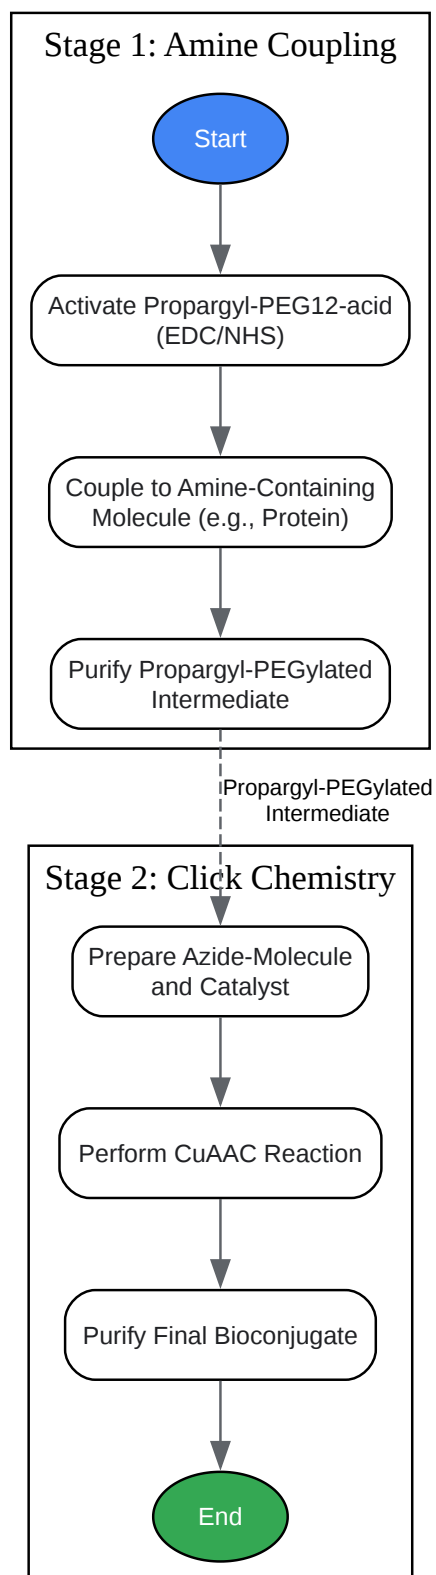 Stage 1: Amine Coupling
Start
Activate Propargyl-PEG12-acid
(EDC/NHS)
Couple to Amine-Containing
Molecule (e.g., Protein)
Purify Propargyl-PEGylated
Intermediate
Propargyl-PEGylated
Intermediate
Stage 2: Click Chemistry
Prepare Azide-Molecule
and Catalyst
Perform CuAAC Reaction
Purify Final Bioconjugate
End